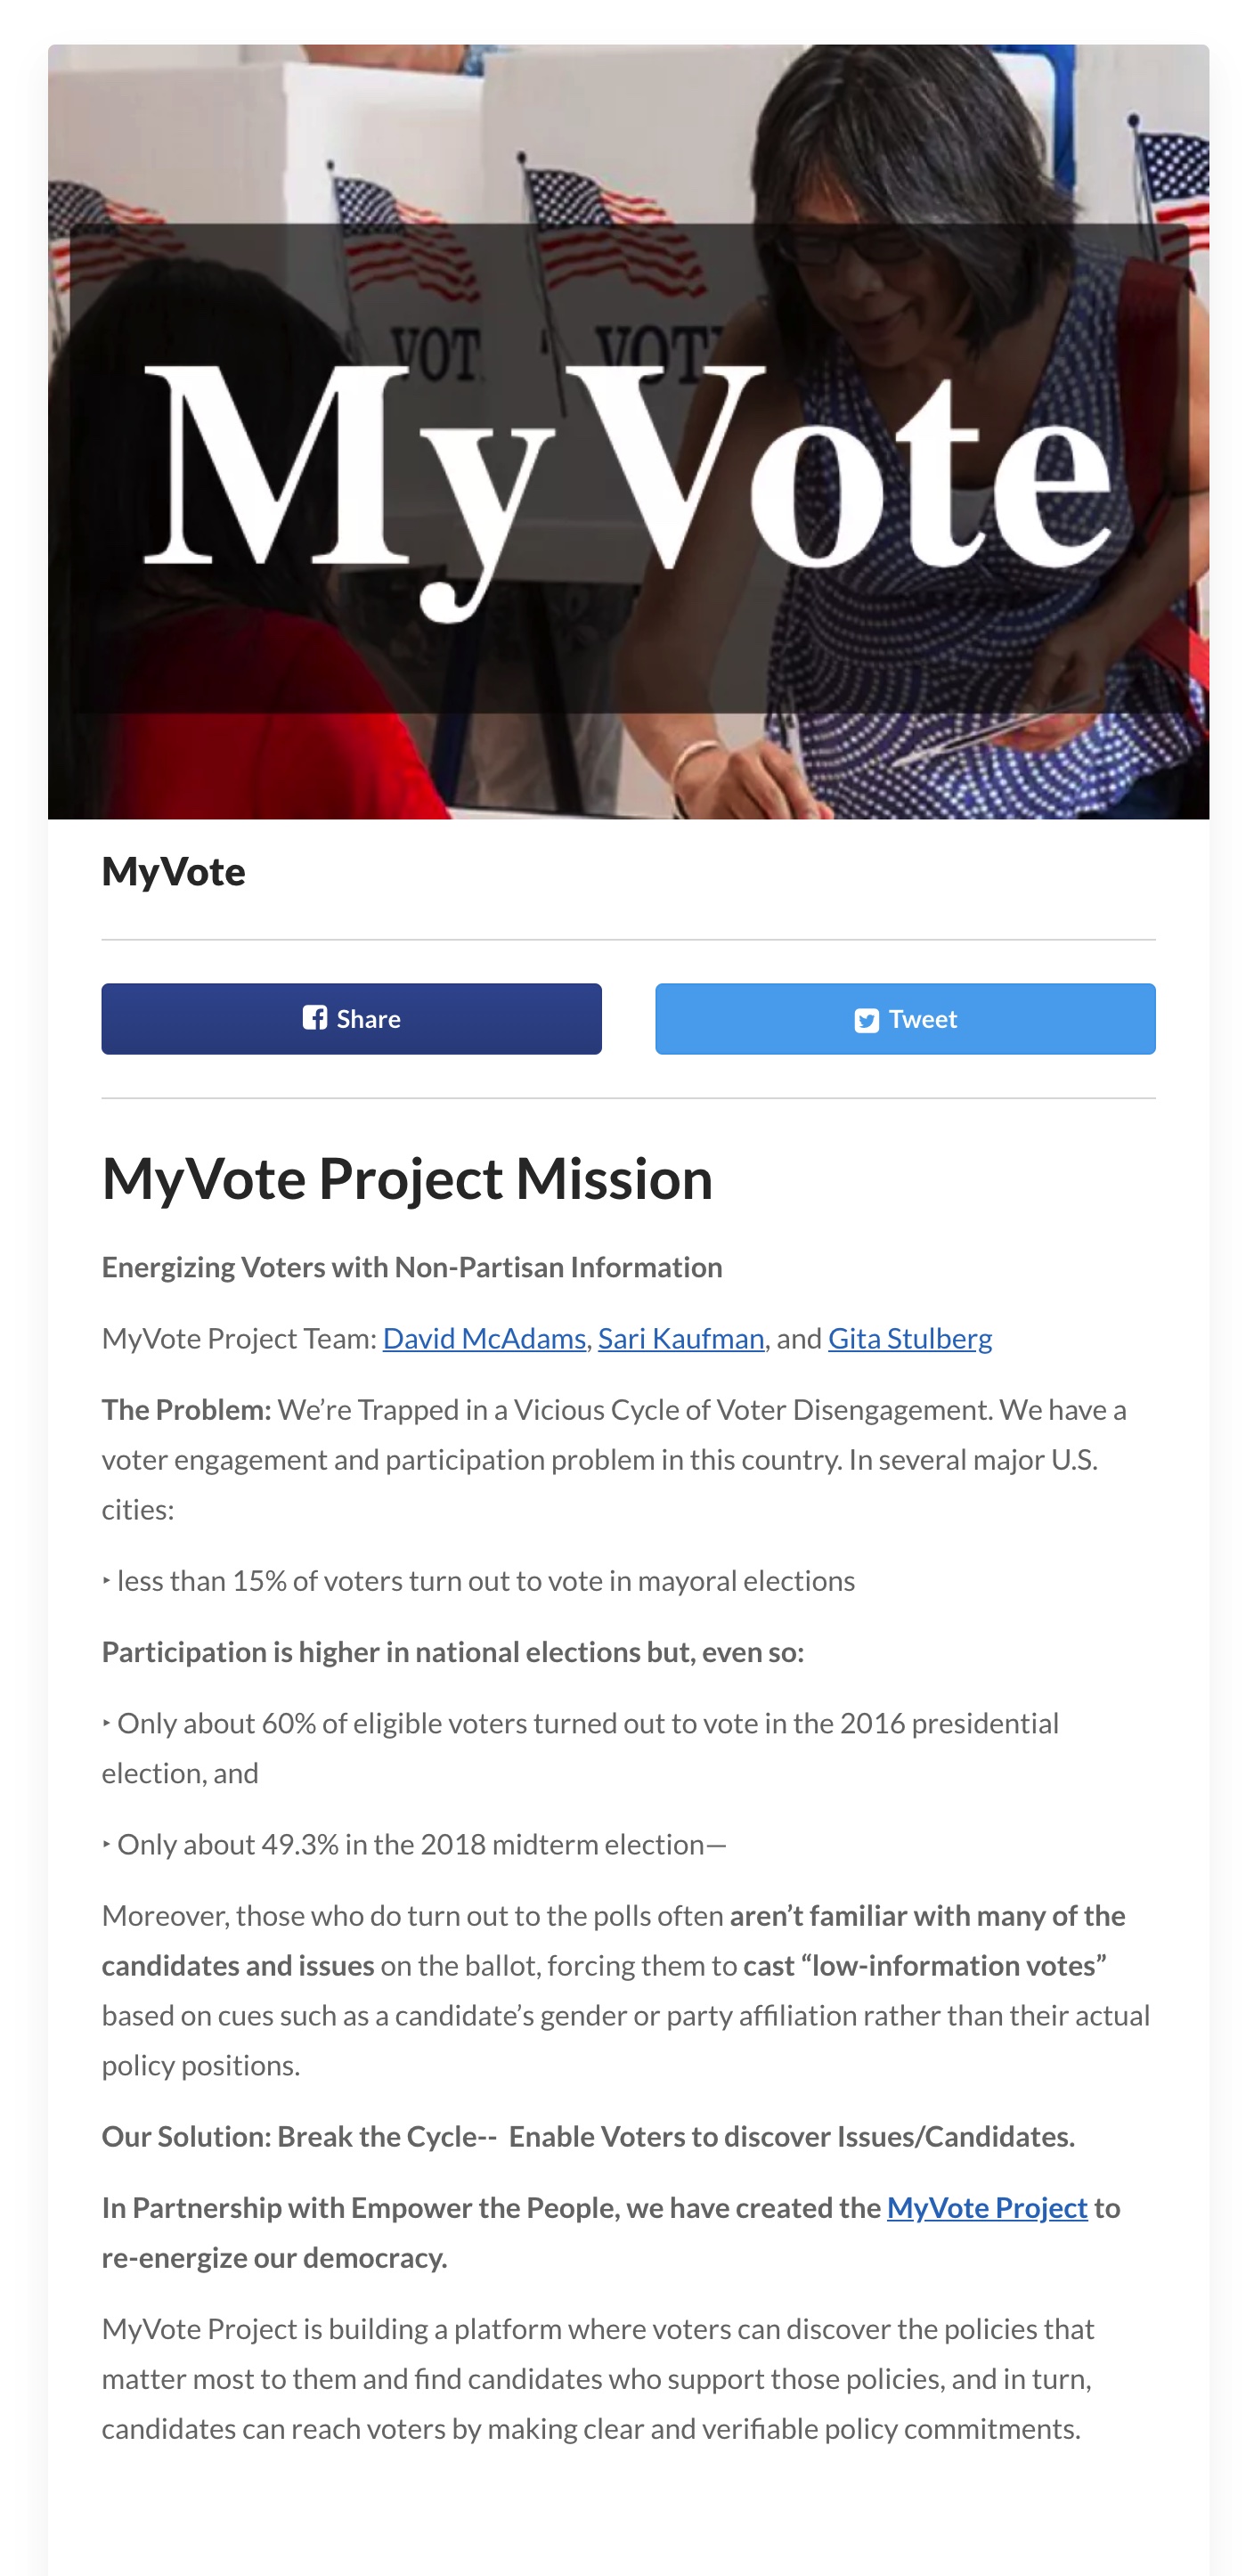 VOT
VOT
MyVote
MyVote
Share
Tweet
MyVote Project Mission
Energizing Voters with Non-Partisan Information
MyVote Project Team: David McAdams, Sari Kaufman, and Gita Stulberg
The Problem: We’re Trapped in a Vicious Cycle of Voter Disengagement. We have a
voter engagement and participation problem in this country. In several major U.S.
cities:
‣ less than 15% of voters turn out to vote in mayoral elections
Participation is higher in national elections but, even so:
‣ Only about 60% of eligible voters turned out to vote in the 2016 presidential
election, and
‣ Only about 49.3% in the 2018 midterm election—
Moreover, those who do turn out to the polls often aren’t familiar with many of the
candidates and issues on the ballot, forcing them to cast “low-information votes”
based on cues such as a candidate’s gender or party affiliation rather than their actual
policy positions.
Our Solution: Break the Cycle--  Enable Voters to discover Issues/Candidates.
In Partnership with Empower the People, we have created the MyVote Project to
re-energize our democracy.
MyVote Project is building a platform where voters can discover the policies that
matter most to them and find candidates who support those policies, and in turn,
candidates can reach voters by making clear and verifiable policy commitments.